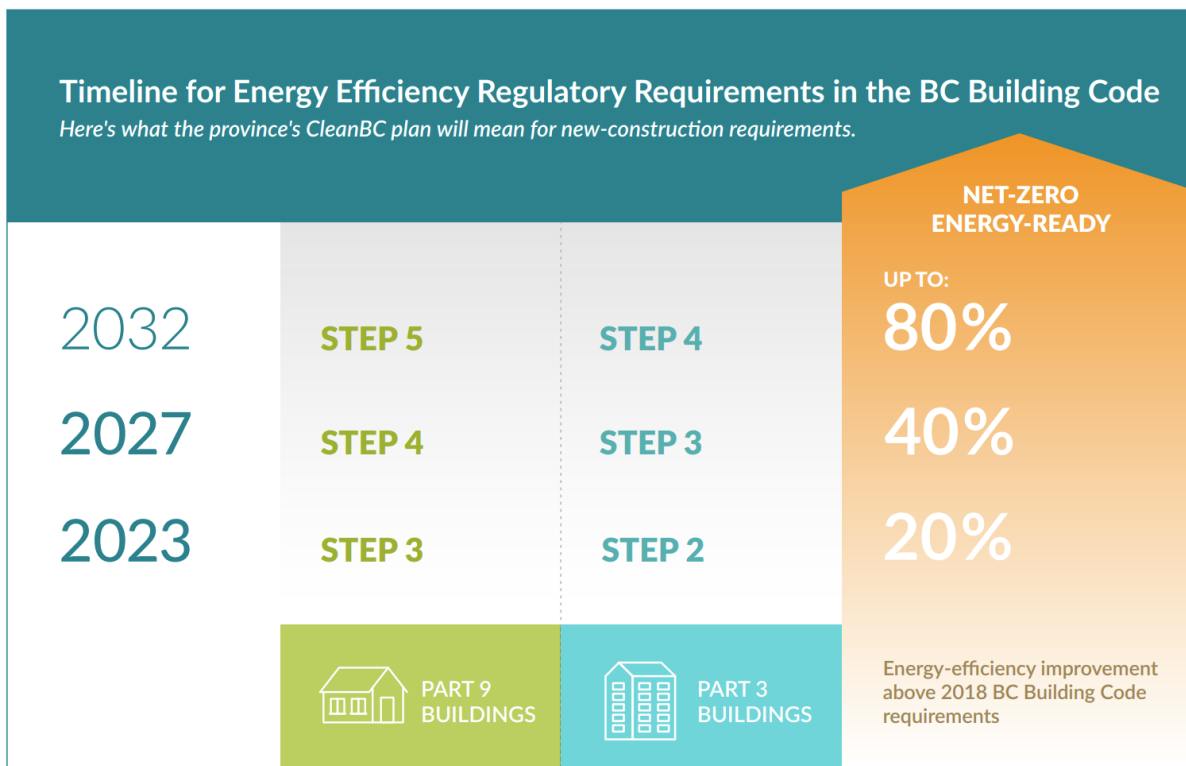 Timeline for Energy Efficiency Regulatory Requirements in the BC Building Code
Here's what the province's CleanBC plan will mean for new-construction requirements.
NET-ZERO
ENERGY-READY
UP TO:
2032 STEP 5 STEP 4 80%
2027 STEP 4 STEP 3 40%
2023 STEP 3 STEP 2 20%
PART 9
BUILDINGS
PART 3
BUILDINGS
Energy-efficiency improvement
above 2018 BC Building Code
requirements